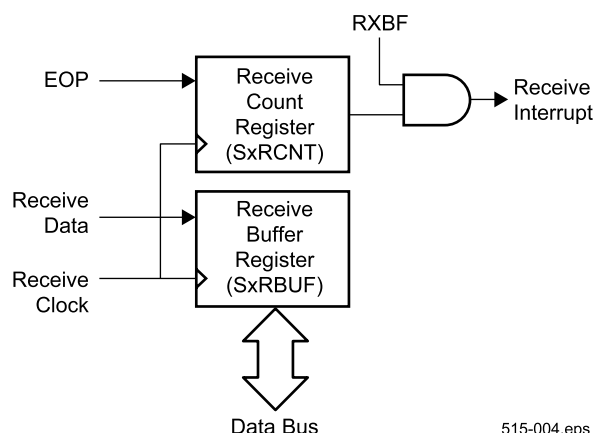 RXBF
EOP
Receive
Count
Register
(SxRCNT)
Receive
Interrupt
Receive
Data
Receive
Buffer
Register
(SxRBUF)
Receive
Clock
Data Bus
515-004.eps